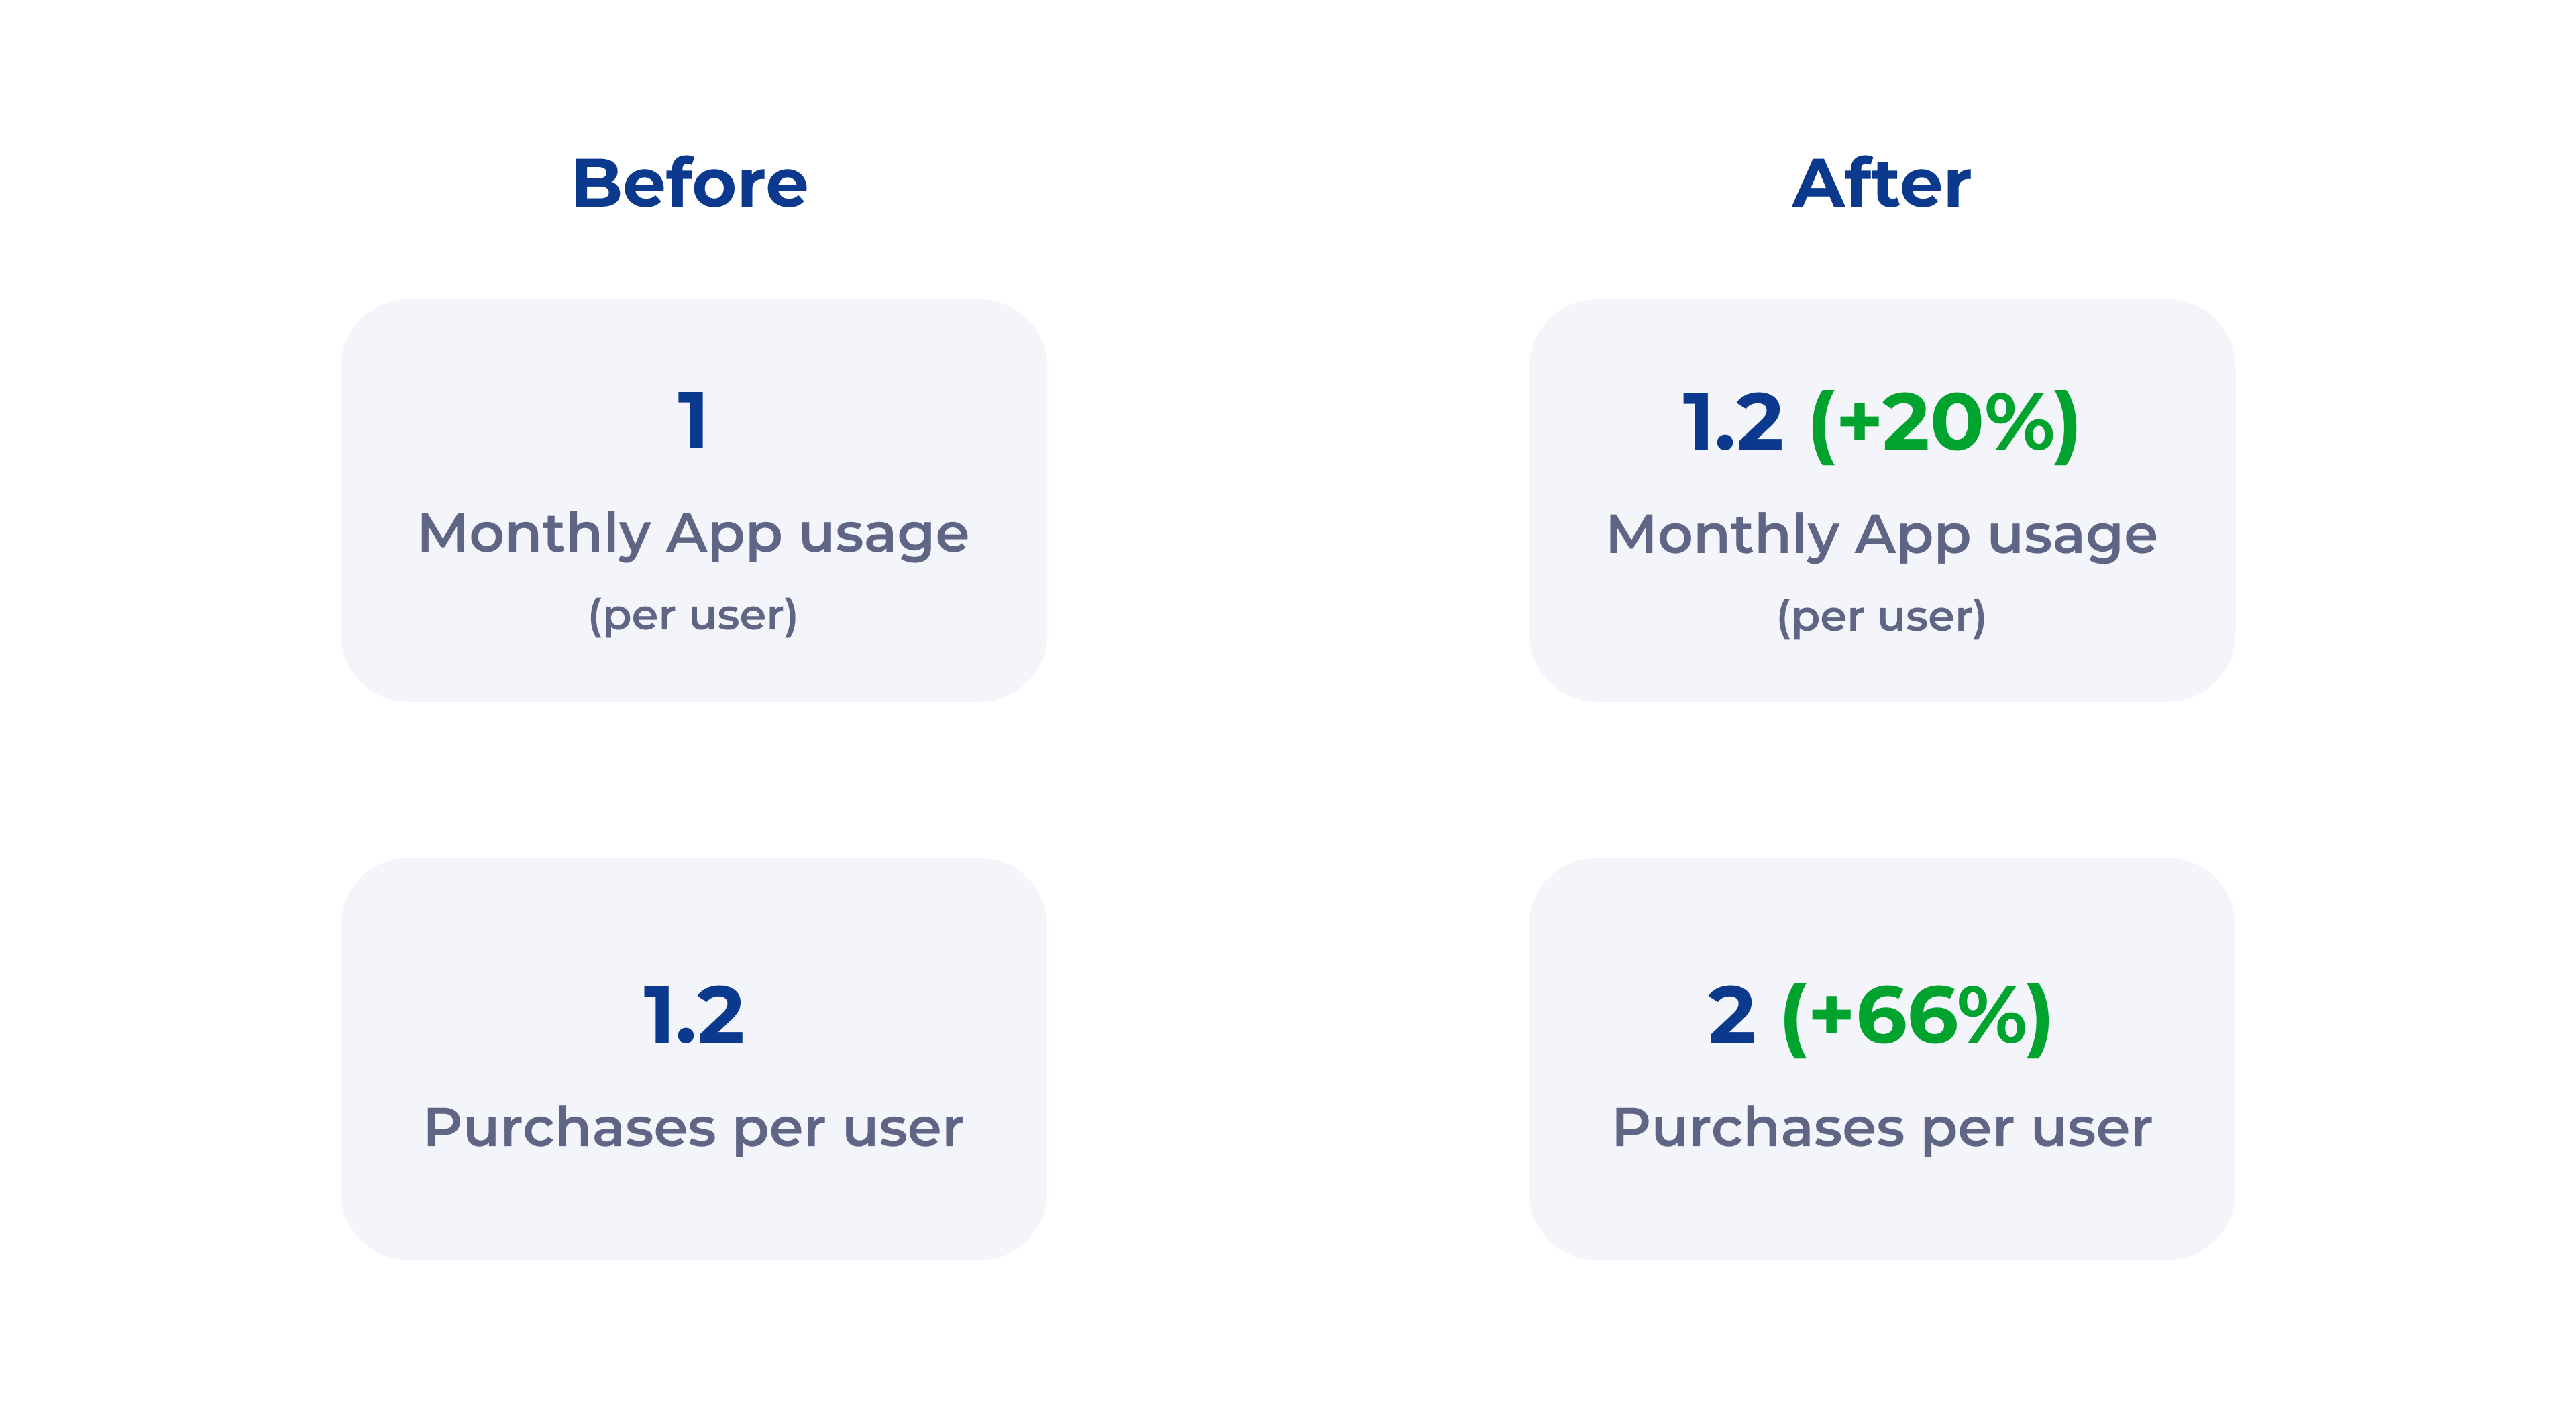 Before
After
1
Monthly App usage
(per user)
1.2 (+20%)
Monthly App usage
(per user)
1.2
Purchases per user
2 (+66%)
Purchases per user